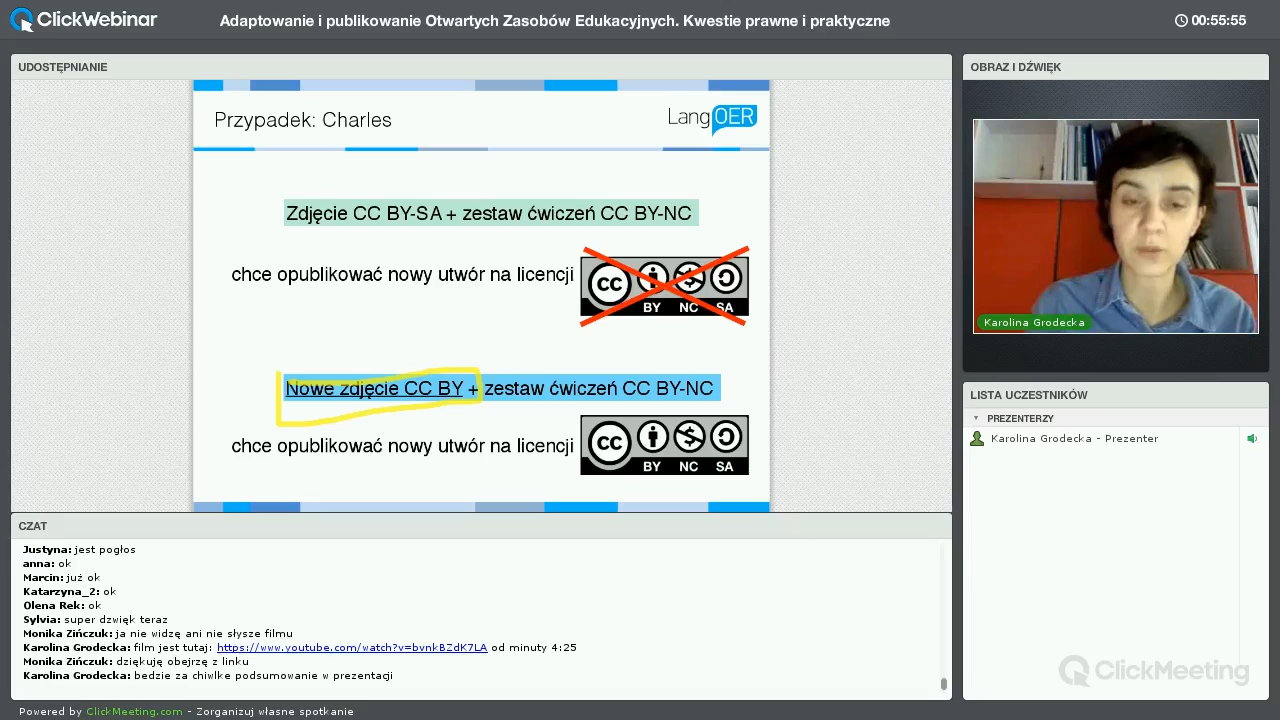 ClickWebinar
Adaptowanie i publikowanie Otwartych Zasobów Edukacyjnych. Kwestie prawne i praktyczne
00:55:55
UDOSTĘPNIANIE
Przypadek: Charles
LangOER
Zdjęcie CC BY-SA + zestaw ćwiczeń CC BY-NC
chce opublikować nowy utwór na licencji
CC BY NC SA
Nowe zdjęcie CC BY + zestaw ćwiczeń CC BY-NC
chce opublikować nowy utwór na licencji
CC BY NC SA
OBRAZ I DŹWIĘK
Karolina Grodecka
LISTA UCZESTNIKÓW
PREZENTERZY
Karolina Grodecka - Prezenter
CZAT
Justyna: jest pogłos
anna: ok
Marcin: już ok
Katarzyna_2: ok
Olena Rek: ok
Sylvia: super dzwięk teraz
Monika Zińczuk: ja nie widzę ani nie słysze filmu
Karolina Grodecka: film jest tutaj: https://www.youtube.com/watch?v=bvnkBZdK7LA od minuty 4:25
Monika Zińczuk: dziękuję obejrzę z linku
Karolina Grodecka: bedzie za chiwlke podsumowanie w prezentacji
ClickMeeting
Powered by ClickMeeting.com - Zorganizuj własne spotkanie